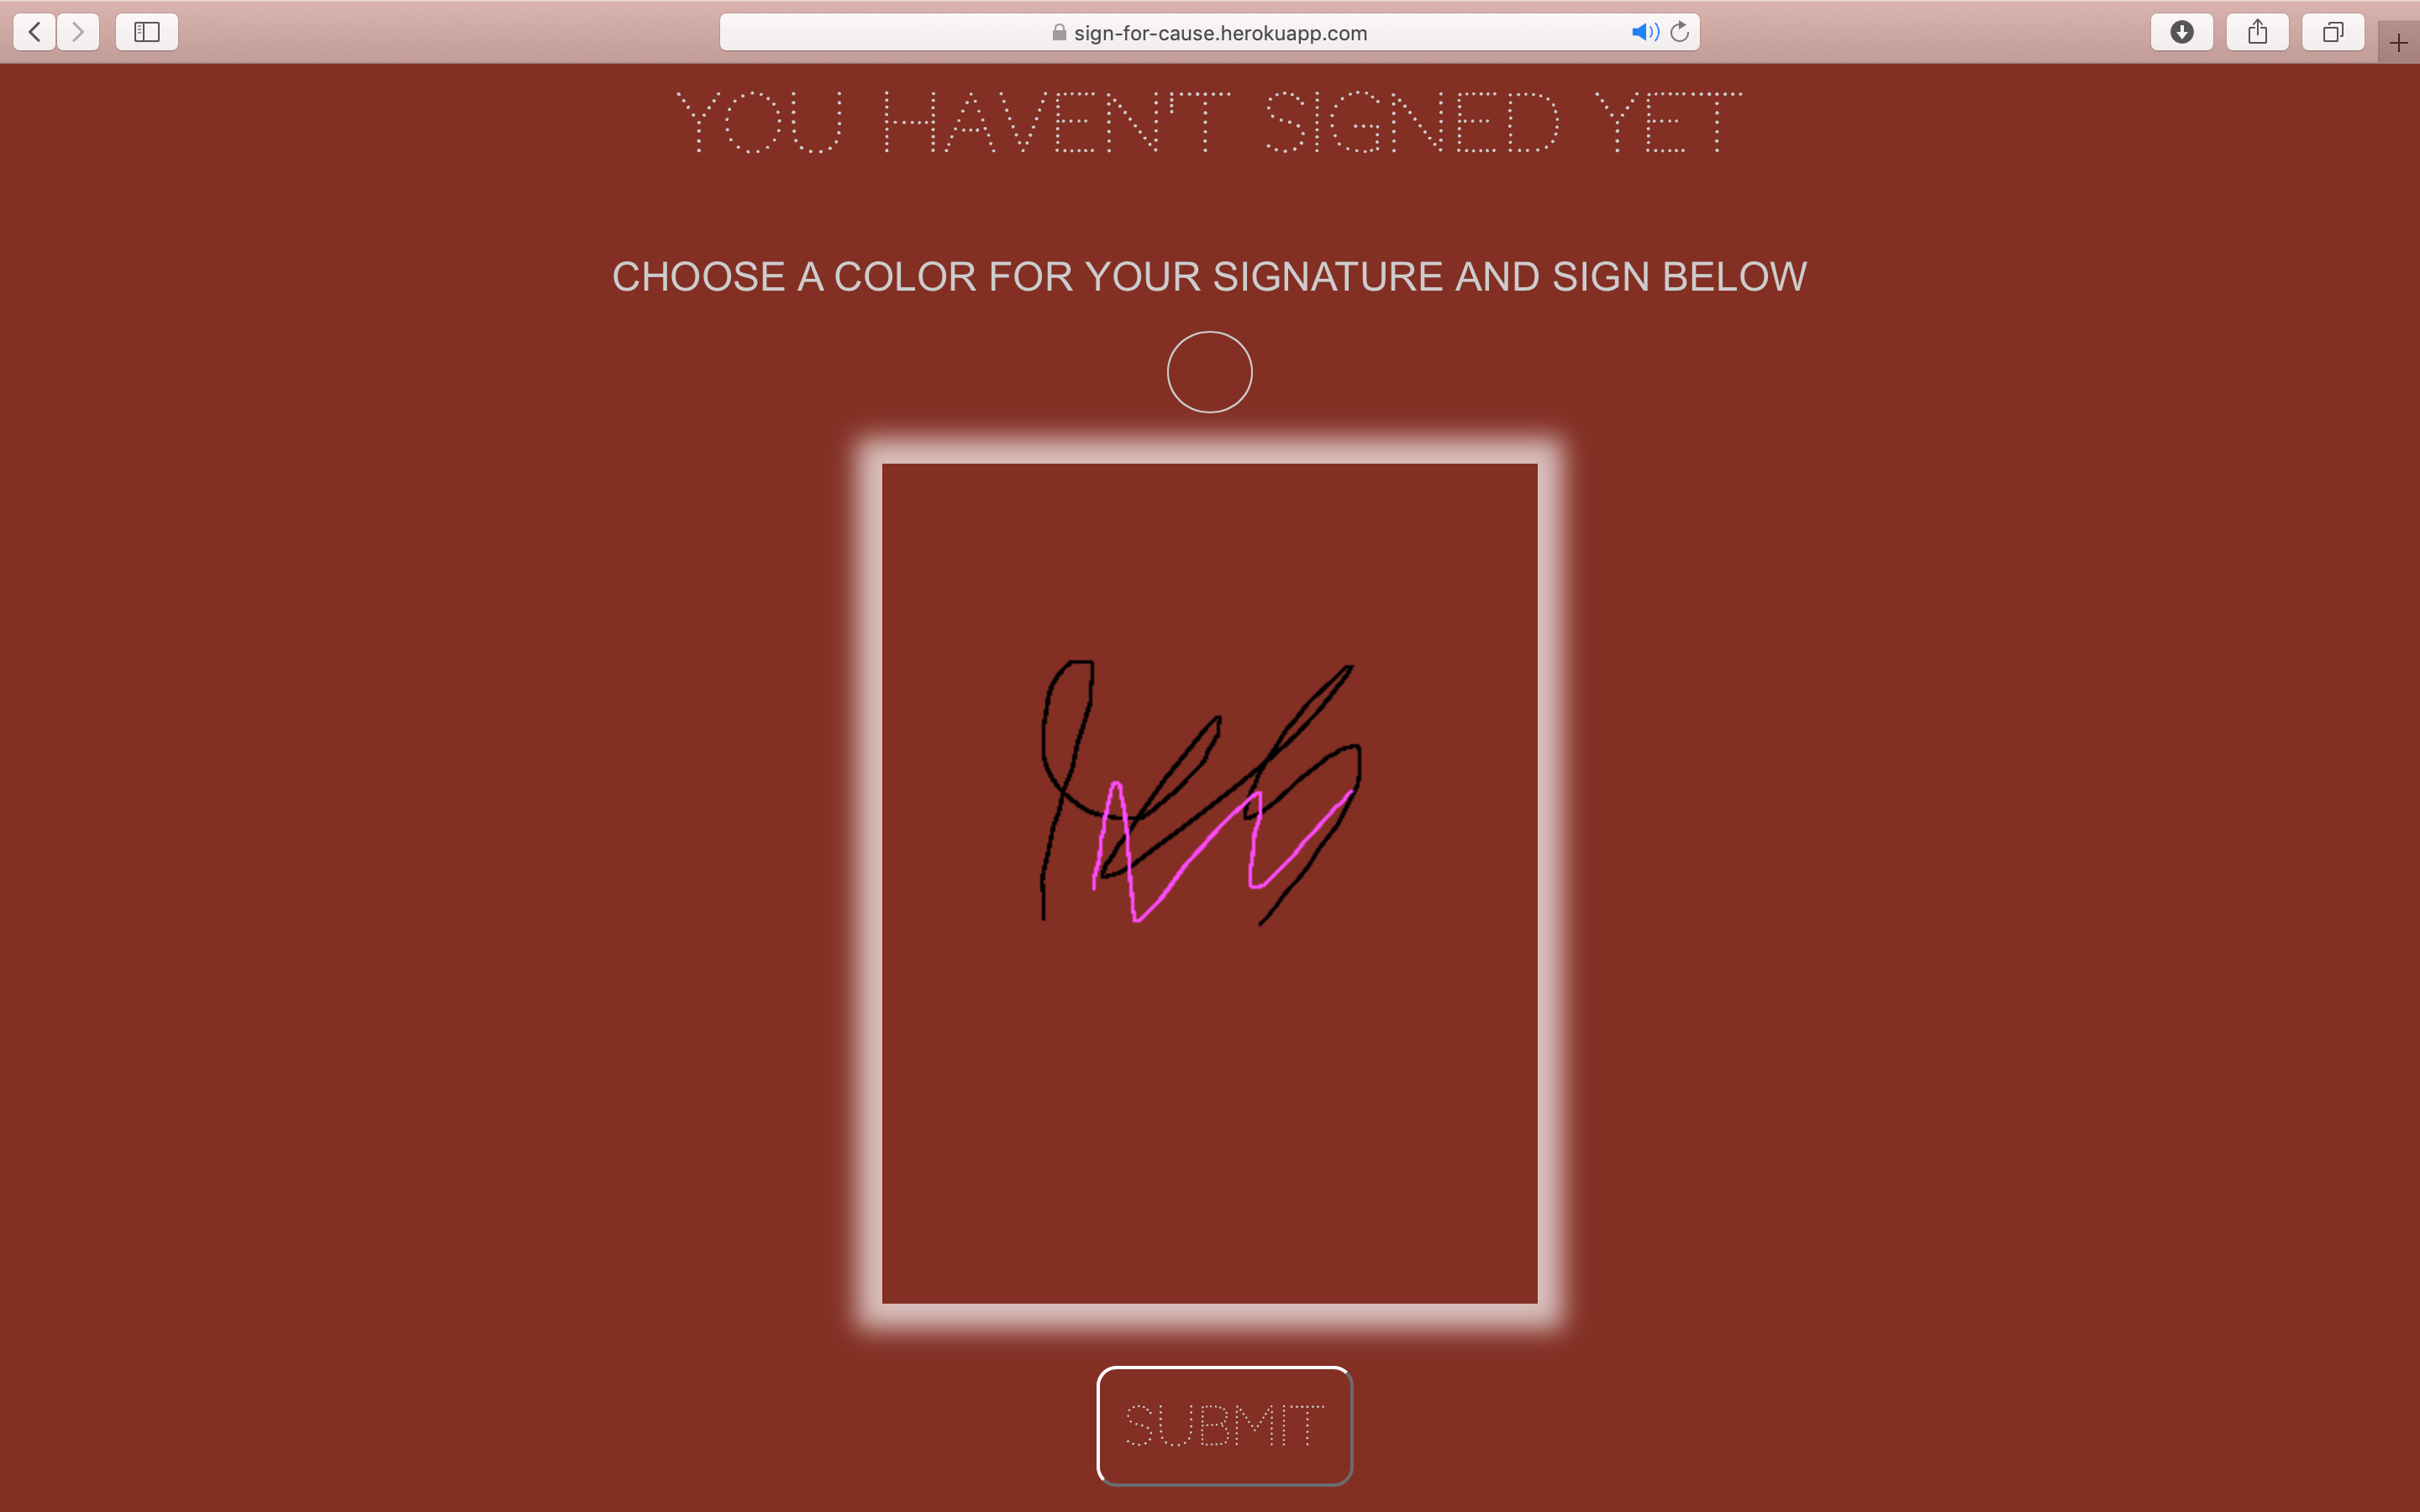 sign-for-cause.herokuapp.com
YOU HAVEN'T SIGNED YET
CHOOSE A COLOR FOR YOUR SIGNATURE AND SIGN BELOW
SUBMIT